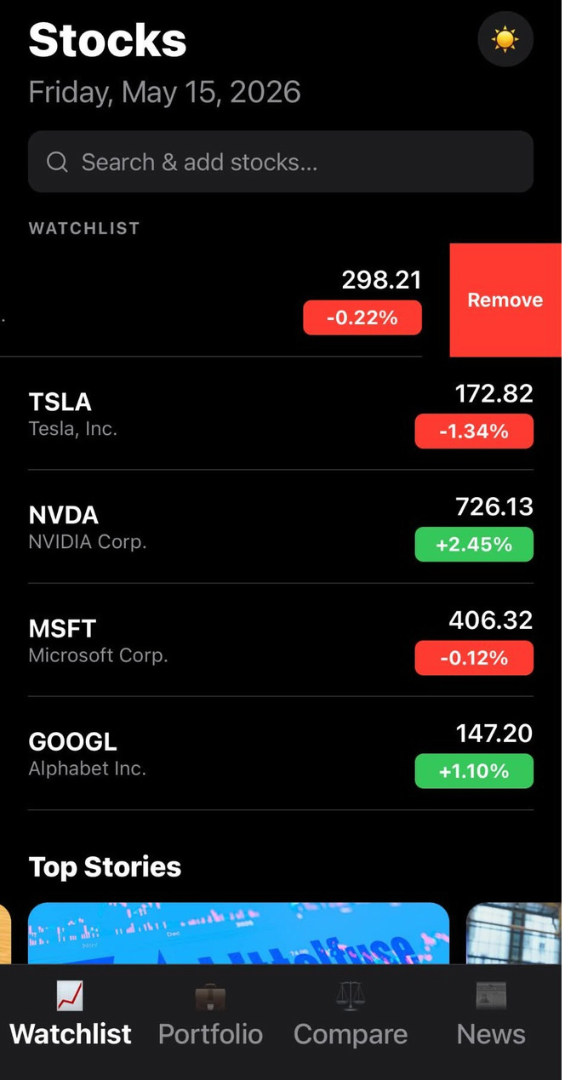 Stocks
Friday, May 15, 2026
Search & add stocks...
WATCHLIST
298.21
.
-0.22%
Remove
TSLA
172.82
Tesla, Inc.
-1.34%
NVDA
726.13
NVIDIA Corp.
+2.45%
MSFT
406.32
Microsoft Corp.
-0.12%
GOOGL
147.20
Alphabet Inc.
+1.10%
Top Stories
Littelfuse
Watchlist
Portfolio
Compare
News